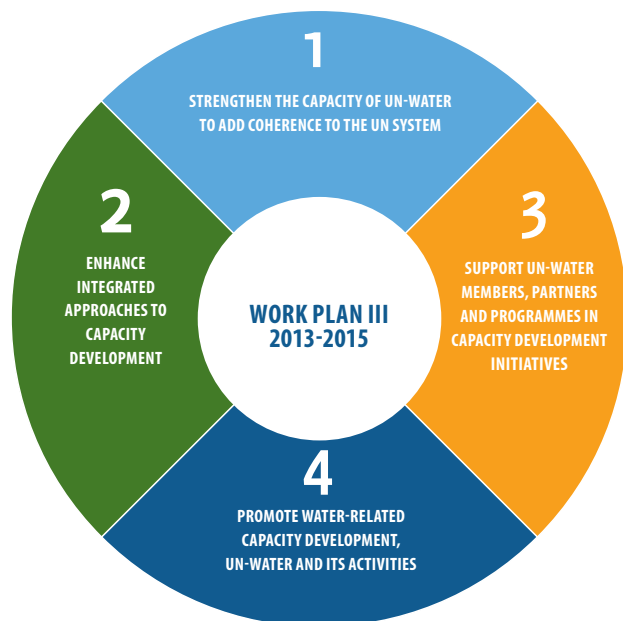 1
STRENGTHEN THE CAPACITY OF UN-WATER
TO ADD COHERENCE TO THE UN SYSTEM
2
ENHANCE
INTEGRATED
APPROACHES TO
CAPACITY
DEVELOPMENT
3
SUPPORT UN-WATER
MEMBERS, PARTNERS
AND PROGRAMMES IN
CAPACITY DEVELOPMENT
INITIATIVES
WORK PLAN III
2013-2015
4
PROMOTE WATER-RELATED
CAPACITY DEVELOPMENT,
UN-WATER AND ITS ACTIVITIES